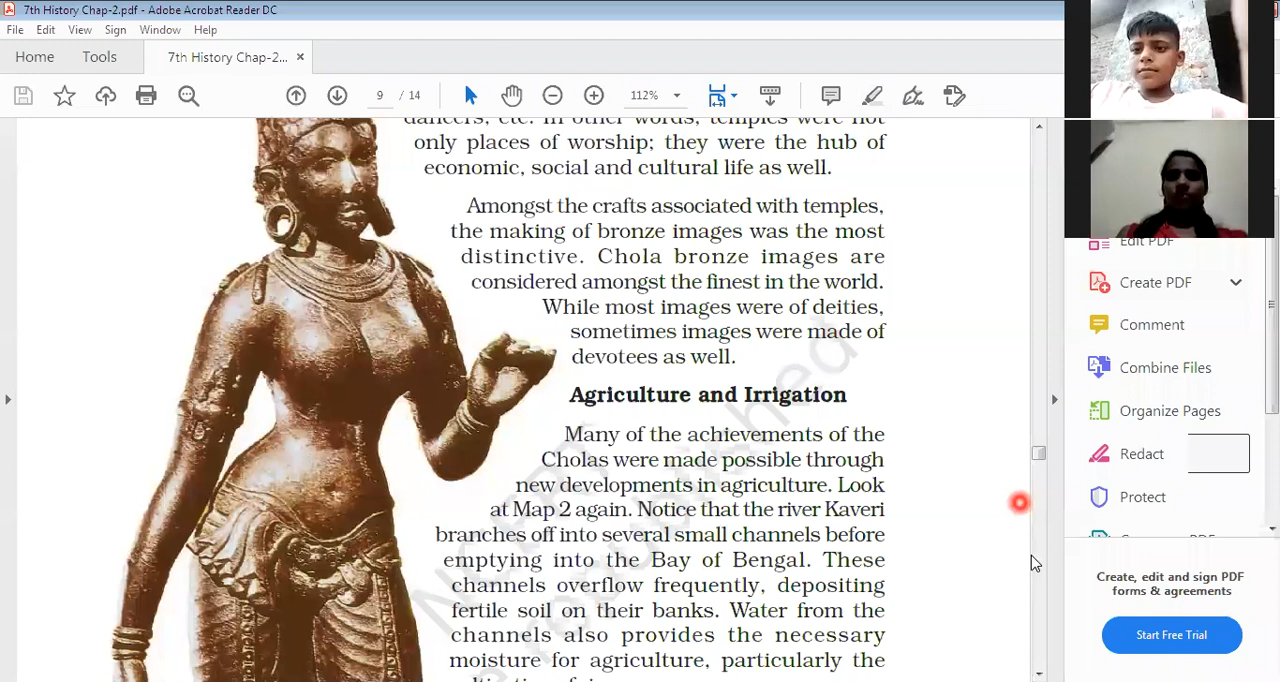 7th History Chap-2.pdf - Adobe Acrobat Reader DC
File Edit View Sign Window Help
Home Tools 7th History Chap-2... ×
9 / 14 112%
dancers, etc. In other words, temples were not
only places of worship; they were the hub of
economic, social and cultural life as well.
Amongst the crafts associated with temples,
the making of bronze images was the most
distinctive. Chola bronze images are
considered amongst the finest in the world.
While most images were of deities,
sometimes images were made of
devotees as well.
Agriculture and Irrigation
Many of the achievements of the
Cholas were made possible through
new developments in agriculture. Look
at Map 2 again. Notice that the river Kaveri
branches off into several small channels before
emptying into the Bay of Bengal. These
channels overflow frequently, depositing
fertile soil on their banks. Water from the
channels also provides the necessary
moisture for agriculture, particularly the
Edit PDF
Create PDF
Comment
Combine Files
Organize Pages
Redact
Protect
Create, edit and sign PDF
forms & agreements
Start Free Trial